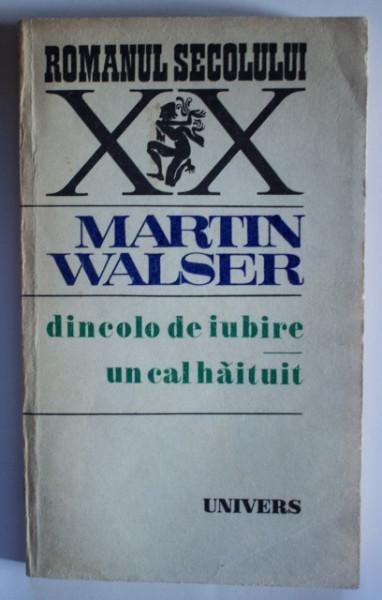 ROMANUL SECOLULUI
XX
MARTIN
WALSER
dincolo de iubire
un cal hăituit
UNIVERS